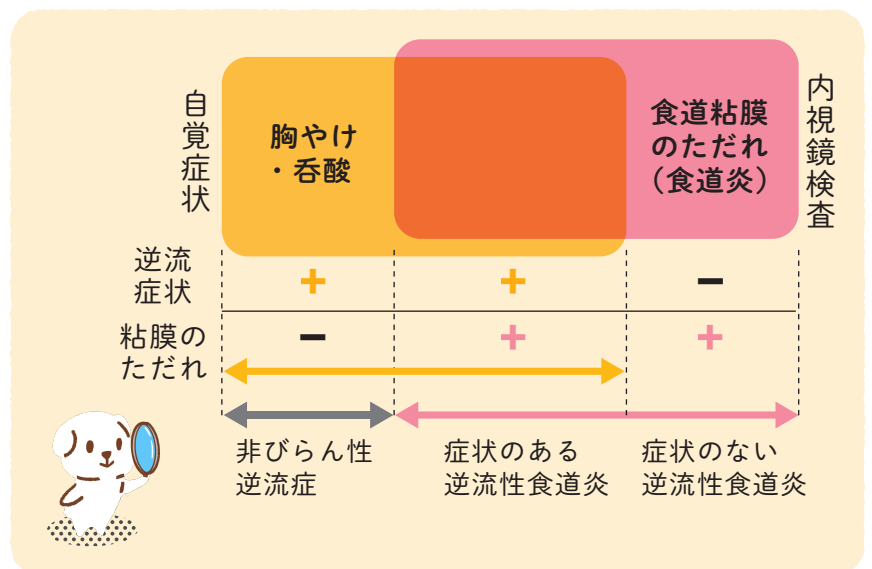 自覚症状
胸やけ
・呑酸
食道粘膜
のただれ
（食道炎）
内視鏡検査
逆流
症状
+
+
−
粘膜の
ただれ
−
+
+
非びらん性
逆流症
症状のある
逆流性食道炎
症状のない
逆流性食道炎